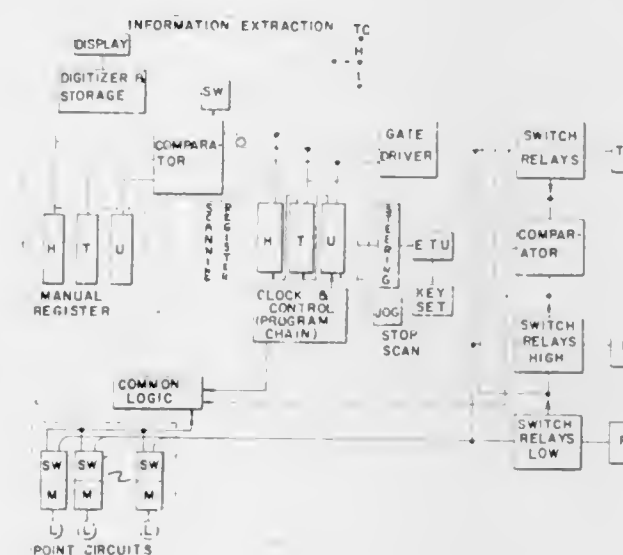 INFORMATION EXTRACTION
TC
H
DISPLAY
DIGITIZER &
STORAGE
SW
COMPARA-
TOR
GATE
DRIVER
SWITCH
RELAYS
T
H
T
U
SCANNING
REGISTER
H
T
U
STEERING
ETU
COMPAR-
ATOR
MANUAL
REGISTER
CLOCK &
CONTROL
(PROGRAM
CHAIN)
JOG
KEY
SET
STOP
SCAN
SWITCH
RELAYS
HIGH
COMMON
LOGIC
SWITCH
RELAYS
LOW
SW
SW
SW
M
M
M
L
L
L
POINT CIRCUITS